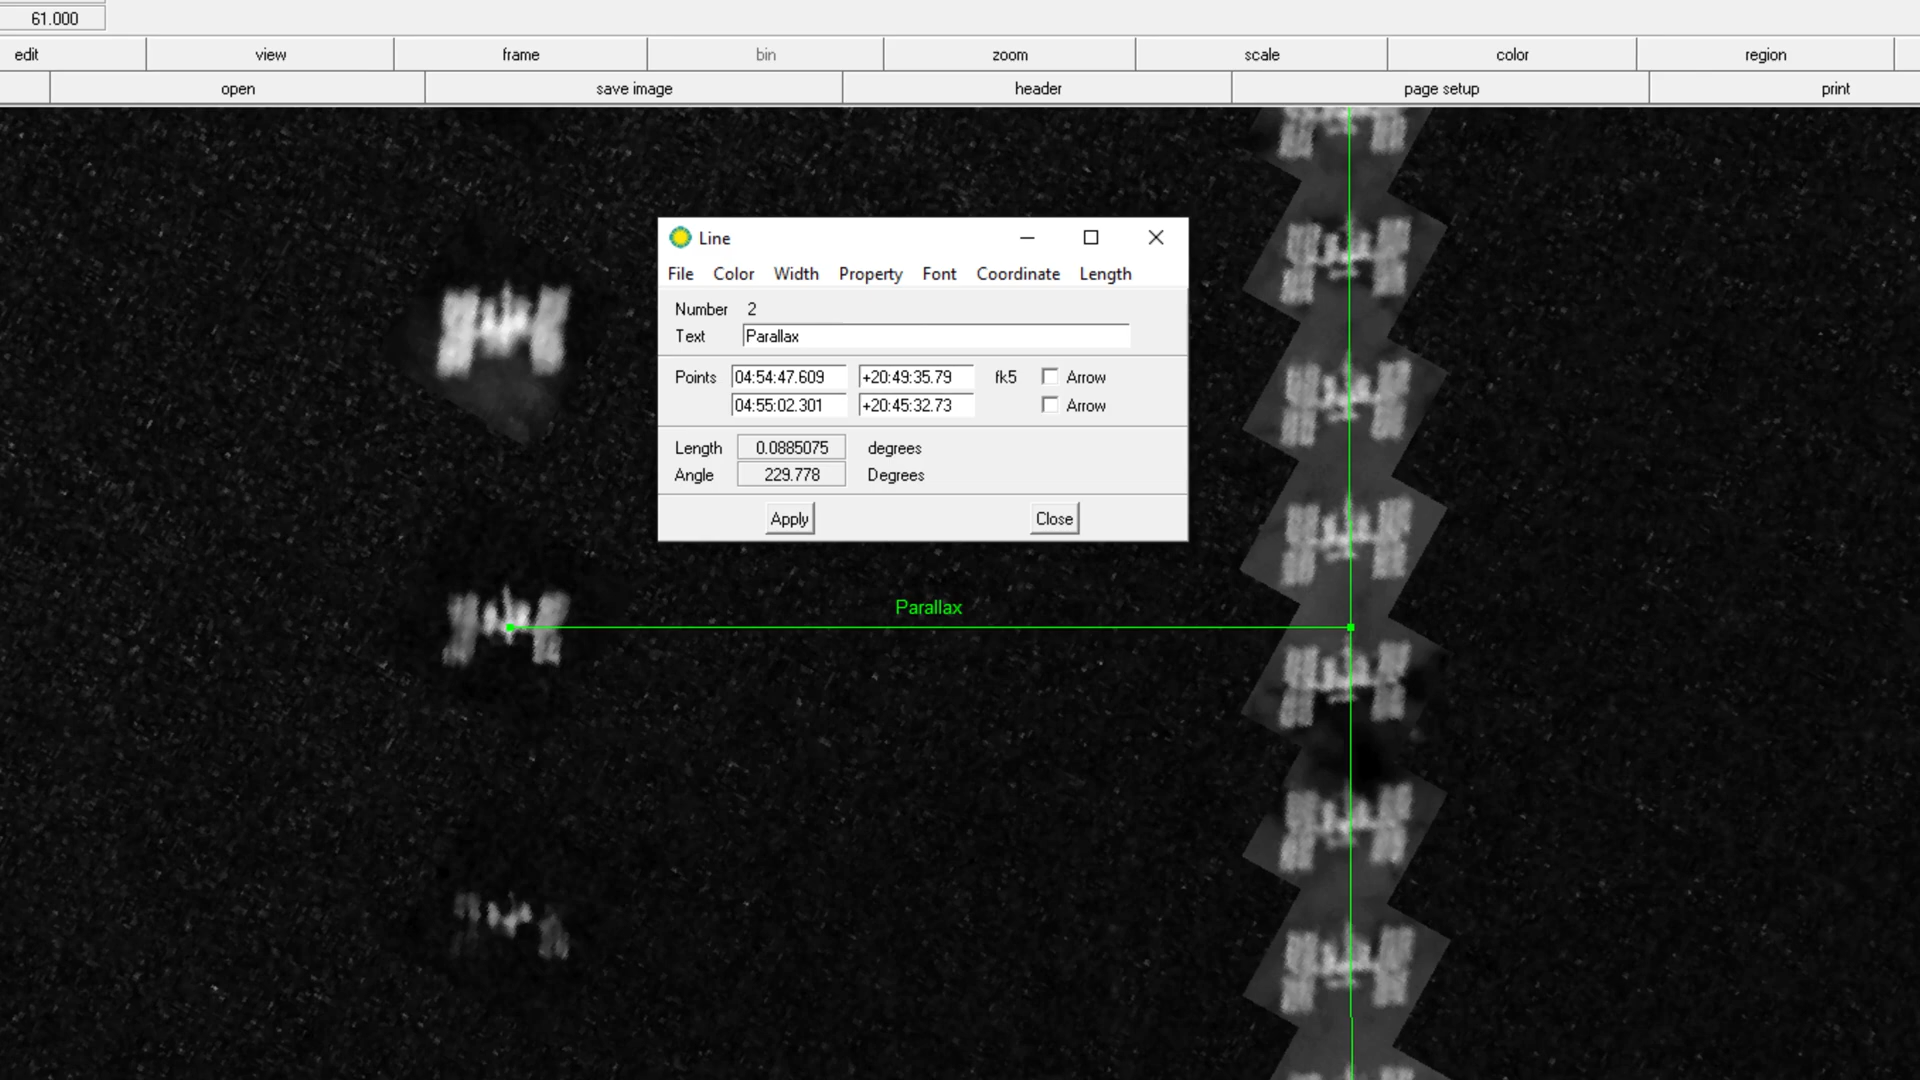 61.000
edit view frame bin zoom scale color region
open save image header page setup print
Line
File Color Width Property Font Coordinate Length
Number 2
Text Parallax
Points 04:54:47.609 +20:49:35.79 fk5 Arrow
04:55:02.301 +20:45:32.73 Arrow
Length 0.0885075 degrees
Angle 229.778 Degrees
Apply Close
Parallax